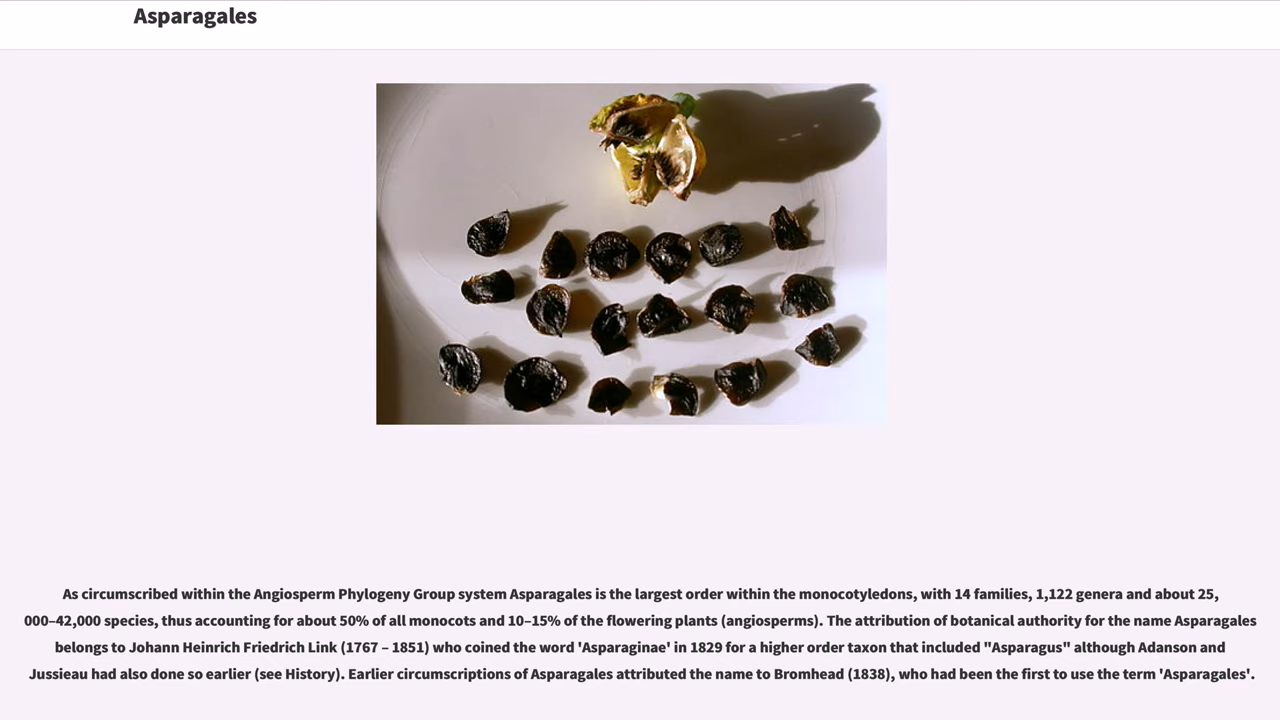 Asparagales
As circumscribed within the Angiosperm Phylogeny Group system Asparagales is the largest order within the monocotyledons, with 14 families, 1,122 genera and about 25,
000–42,000 species, thus accounting for about 50% of all monocots and 10–15% of the flowering plants (angiosperms). The attribution of botanical authority for the name Asparagales
belongs to Johann Heinrich Friedrich Link (1767 – 1851) who coined the word 'Asparaginae' in 1829 for a higher order taxon that included "Asparagus" although Adanson and
Jussieau had also done so earlier (see History). Earlier circumscriptions of Asparagales attributed the name to Bromhead (1838), who had been the first to use the term 'Asparagales'.